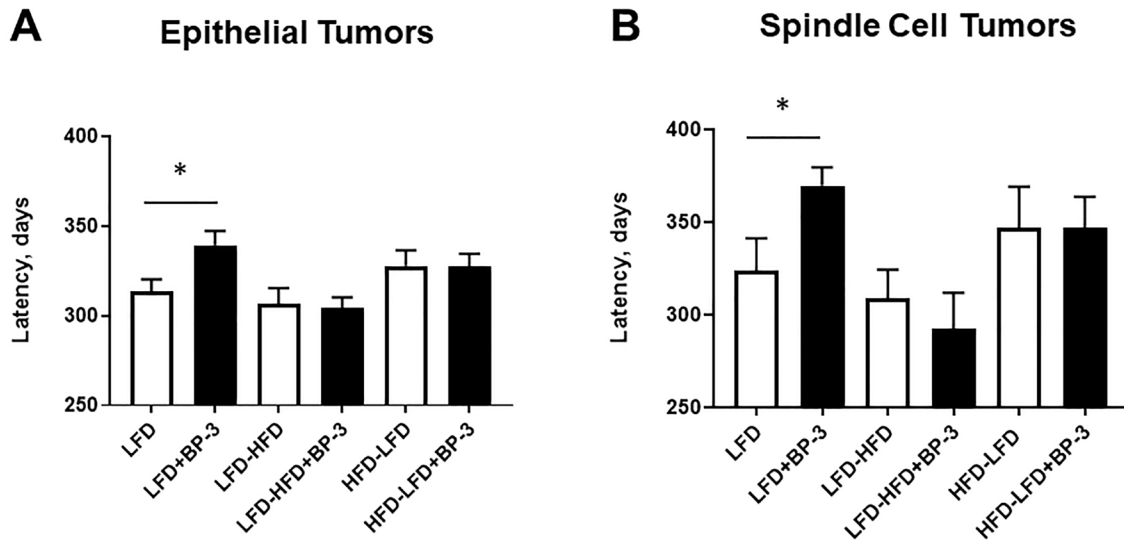 A
Epithelial Tumors
*
400
350
300
250
Latency, days
LFD
LFD+BP-3
LFD-HFD
LFD-HFD+BP-3
HFD-LFD
HFD-LFD+BP-3
B
Spindle Cell Tumors
*
400
350
300
250
Latency, days
LFD
LFD+BP-3
LFD-HFD
LFD-HFD+BP-3
HFD-LFD
HFD-LFD+BP-3